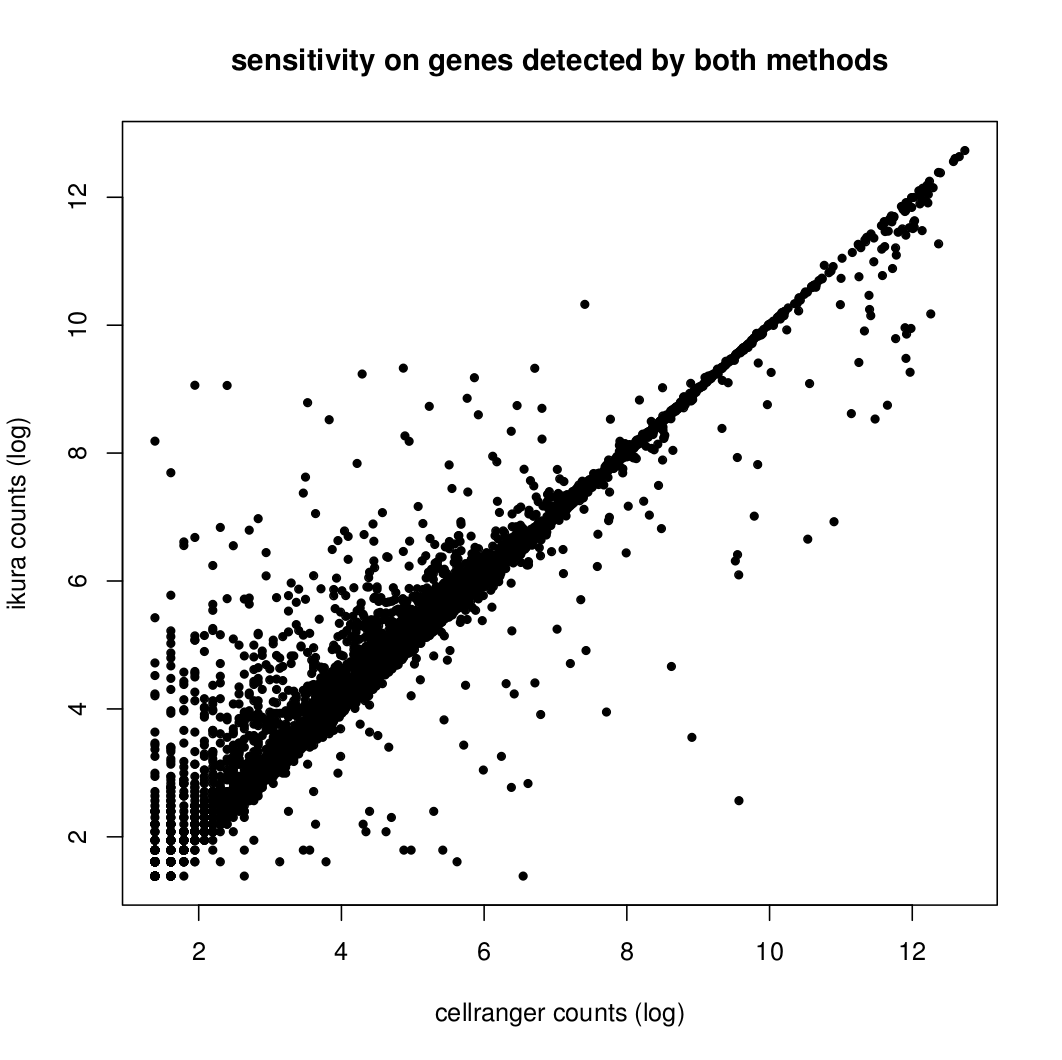 sensitivity on genes detected by both methods
12
10
8
6
4
2
ikura counts (log)
2 4 6 8 10 12
cellranger counts (log)